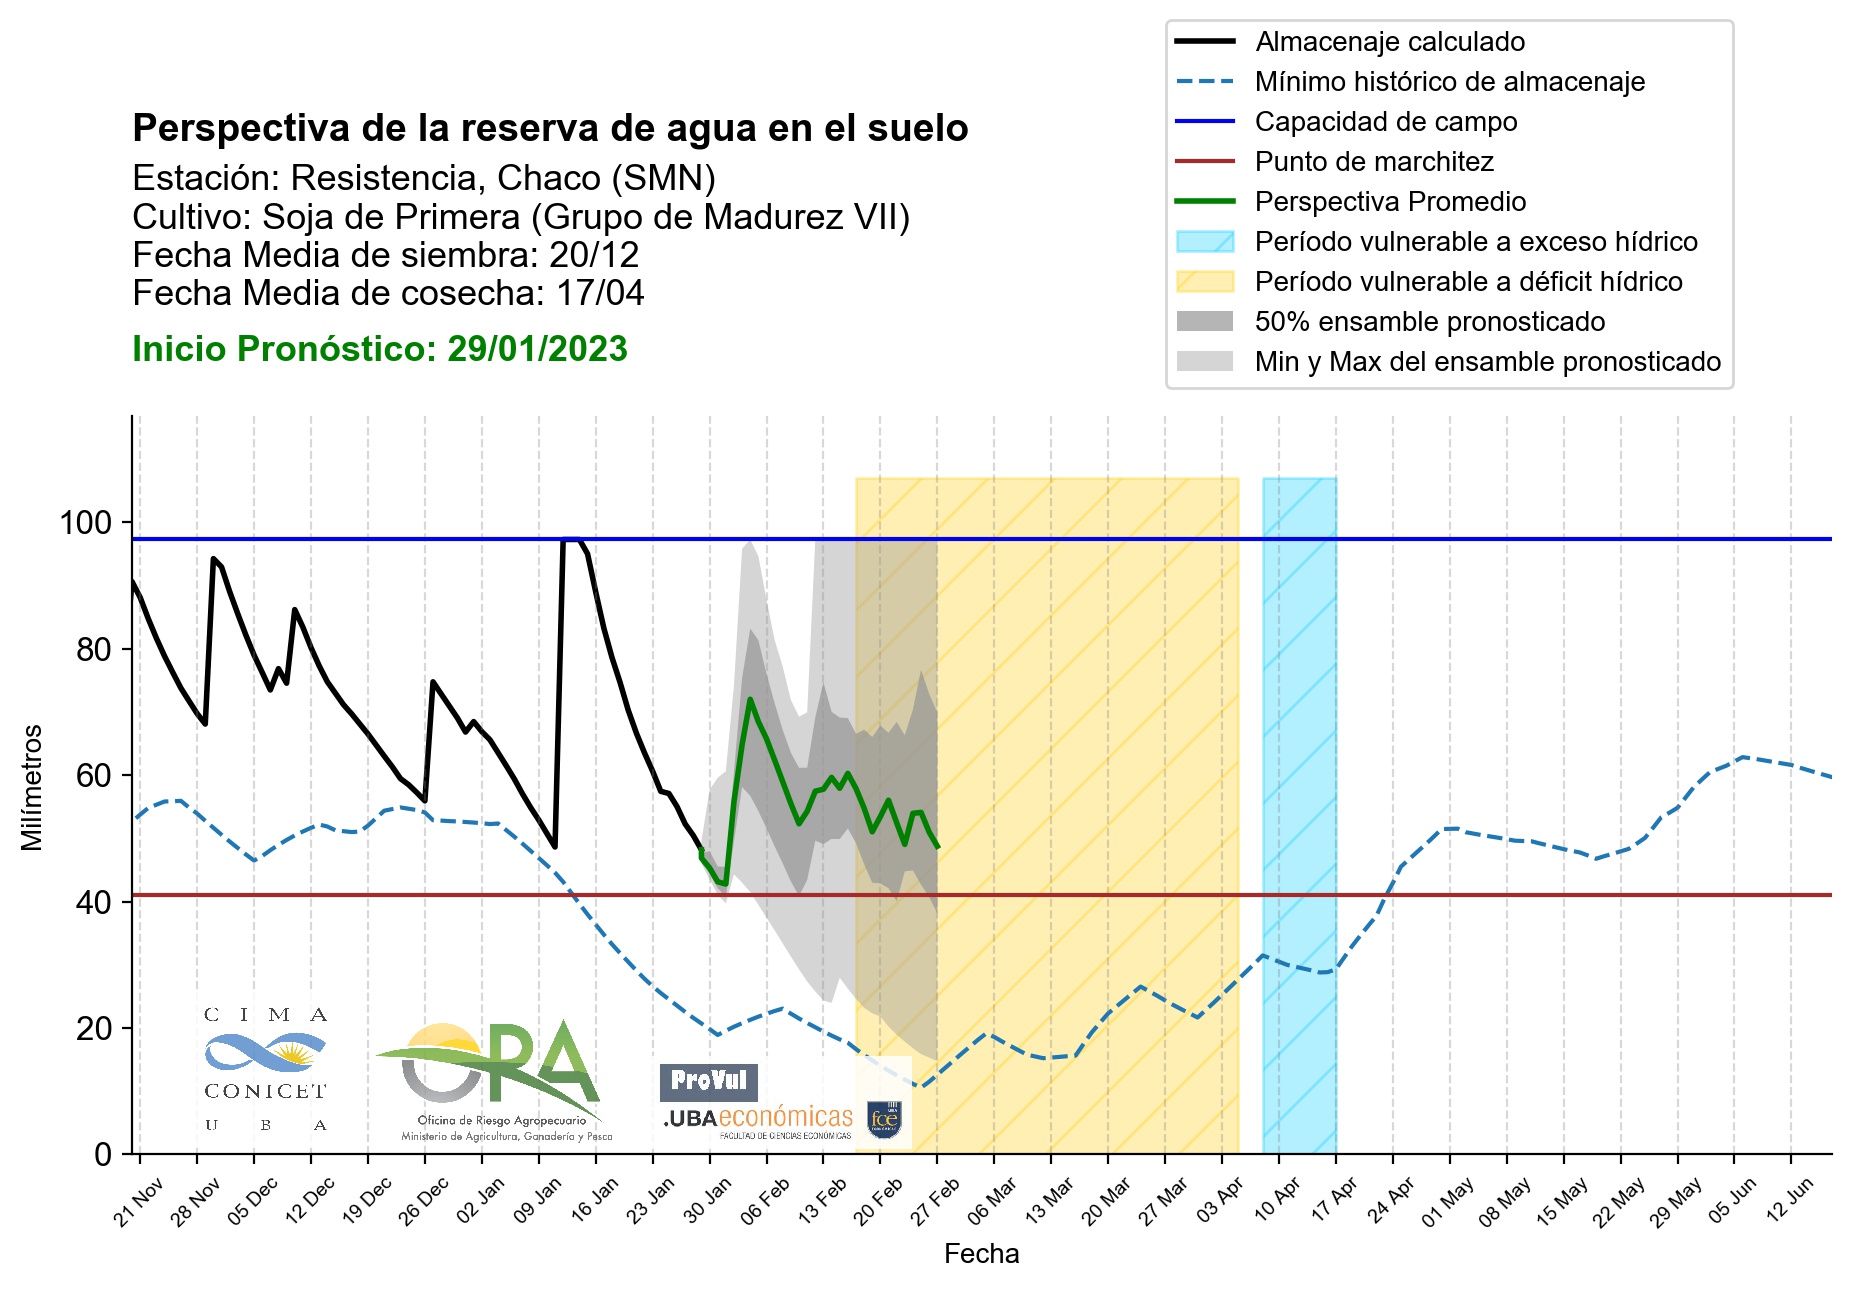 Almacenaje calculado
Mínimo histórico de almacenaje
Capacidad de campo
Punto de marchitez
Perspectiva Promedio
Período vulnerable a exceso hídrico
Período vulnerable a déficit hídrico
50% ensamble pronosticado
Min y Max del ensamble pronosticado
Perspectiva de la reserva de agua en el suelo
Estación: Resistencia, Chaco (SMN)
Cultivo: Soja de Primera (Grupo de Madurez VII)
Fecha Media de siembra: 20/12
Fecha Media de cosecha: 17/04
Inicio Pronóstico: 29/01/2023
Milímetros
100
80
60
40
20
0
CIMA
CONICET
UBA
ORA
Oficina de Riesgo Agropecuario
Ministerio de Agricultura, Ganadería y Pesca
ProVul
.UBAeconómicas
FACULTAD DE CIENCIAS ECONÓMICAS
UBA
fce
21 Nov
28 Nov
05 Dec
12 Dec
19 Dec
26 Dec
02 Jan
09 Jan
16 Jan
23 Jan
30 Jan
06 Feb
13 Feb
20 Feb
27 Feb
06 Mar
13 Mar
20 Mar
27 Mar
03 Apr
10 Apr
17 Apr
24 Apr
01 May
08 May
15 May
22 May
29 May
05 Jun
12 Jun
Fecha